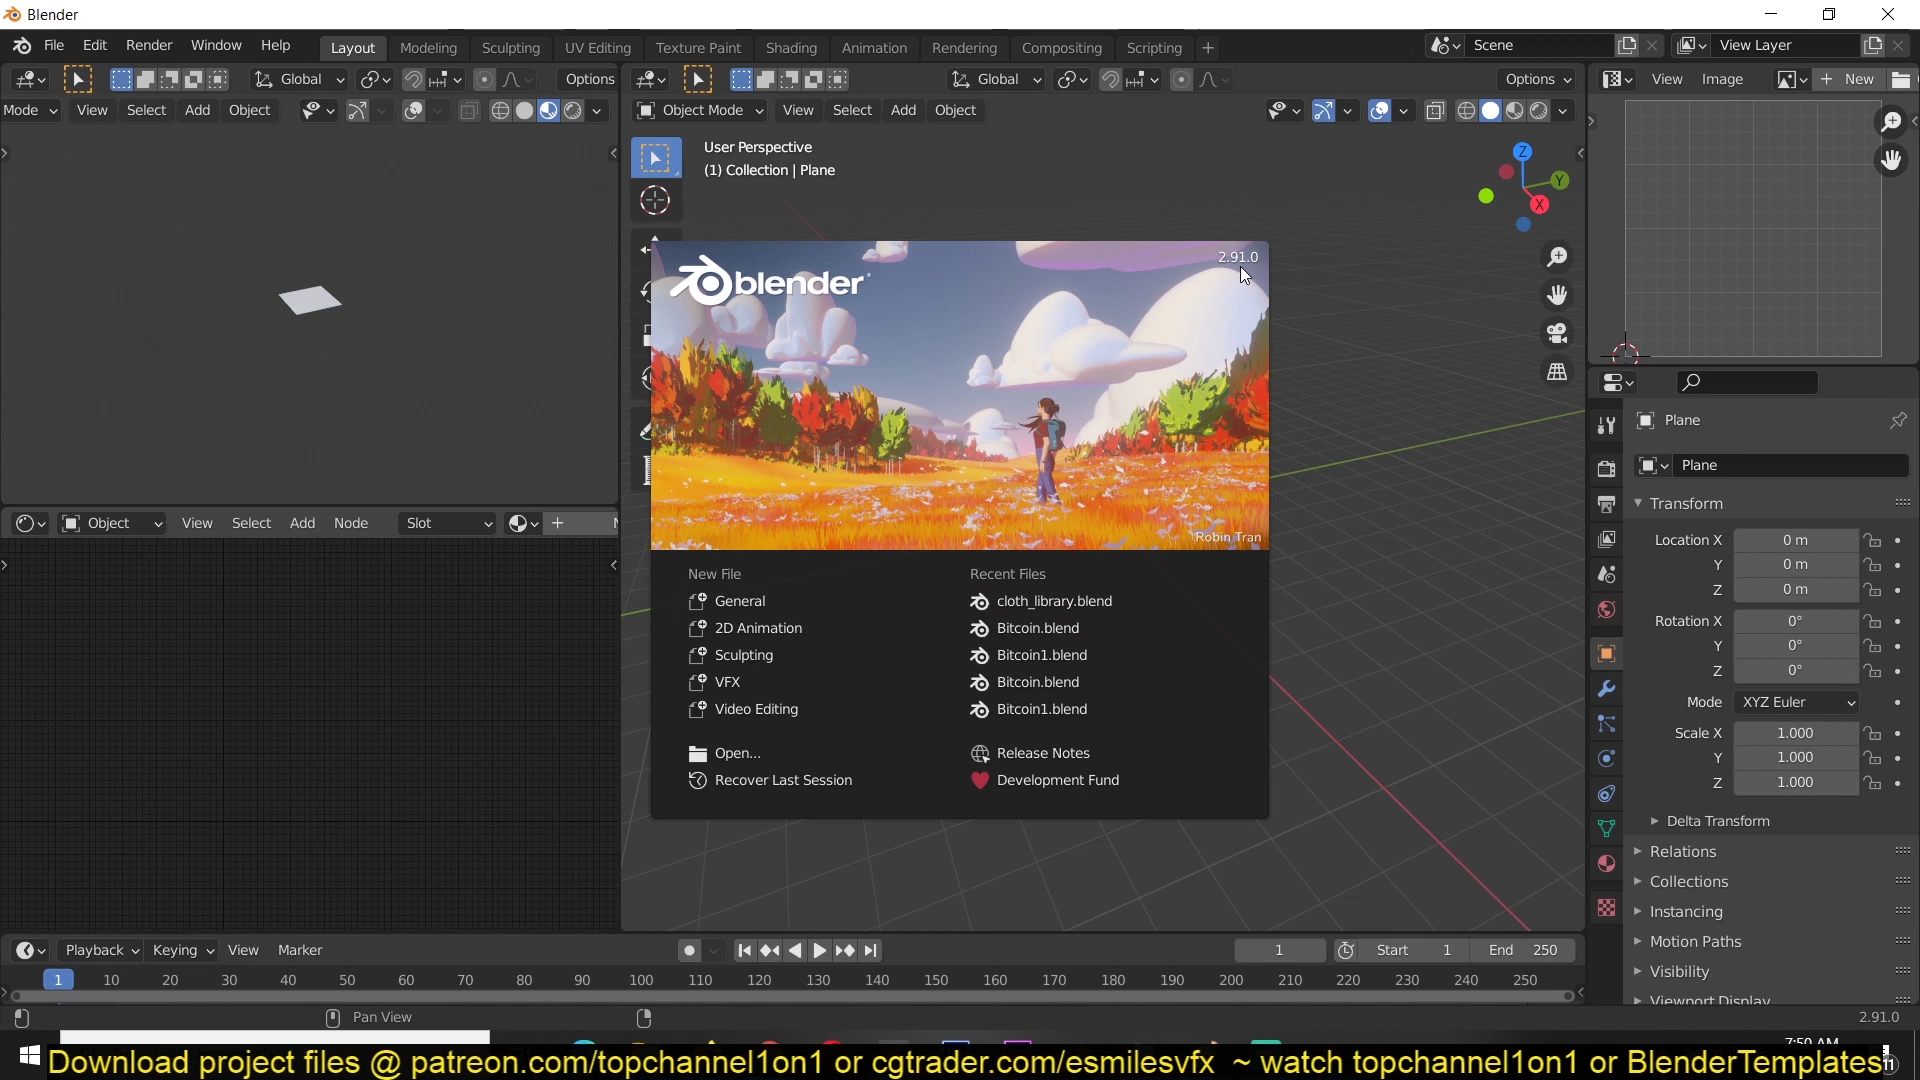 Blender
File Edit Render Window Help
Layout Modeling Sculpting UV Editing Texture Paint Shading Animation Rendering Compositing Scripting +
Scene
View Layer
Global
Options
Global
Options
View Image
New
Mode View Select Add Object
Object Mode View Select Add Object
User Perspective
(1) Collection | Plane
Z
Y
X
blender
2.91.0
Robin Tran
New File
General
2D Animation
Sculpting
VFX
Video Editing
Open...
Recover Last Session
Recent Files
cloth_library.blend
Bitcoin.blend
Bitcoin1.blend
Bitcoin.blend
Bitcoin1.blend
Release Notes
Development Fund
Object View Select Add Node Slot
Plane
Plane
Transform
Location X 0 m
Y 0 m
Z 0 m
Rotation X 0°
Y 0°
Z 0°
Mode XYZ Euler
Scale X 1.000
Y 1.000
Z 1.000
Delta Transform
Relations
Collections
Instancing
Motion Paths
Visibility
Viewport Display
Playback Keying View Marker
1
Start 1
End 250
1 10 20 30 40 50 60 70 80 90 100 110 120 130 140 150 160 170 180 190 200 210 220 230 240 250
Pan View
2.91.0
7:50 AM
Download project files @ patreon.com/topchannel1on1 or cgtrader.com/esmilesvfx ~ watch topchannel1on1 or BlenderTemplates